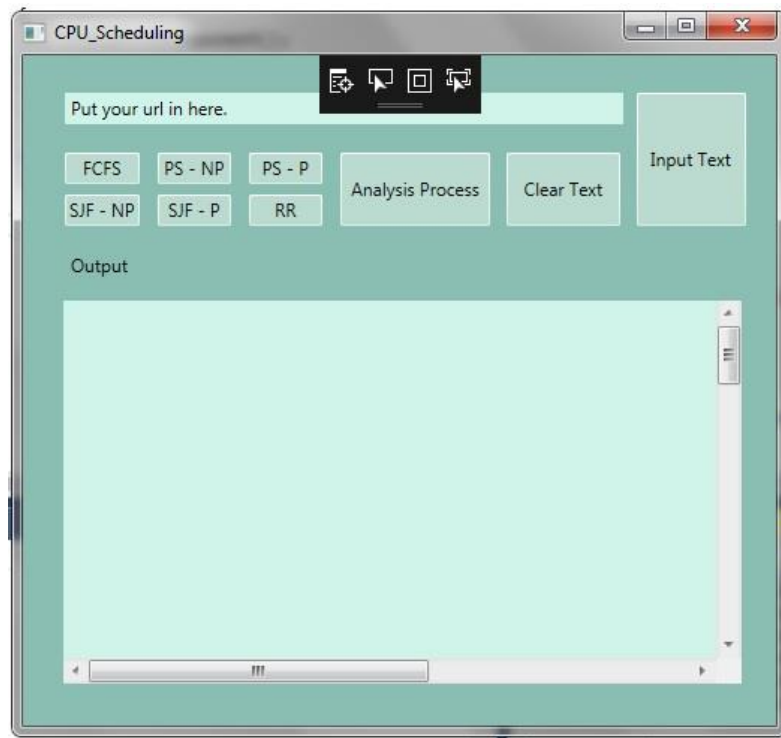 CPU_Scheduling
Put your url in here.
Input Text
FCFS PS - NP PS - P
Analysis Process Clear Text
SJF - NP SJF - P RR
Output